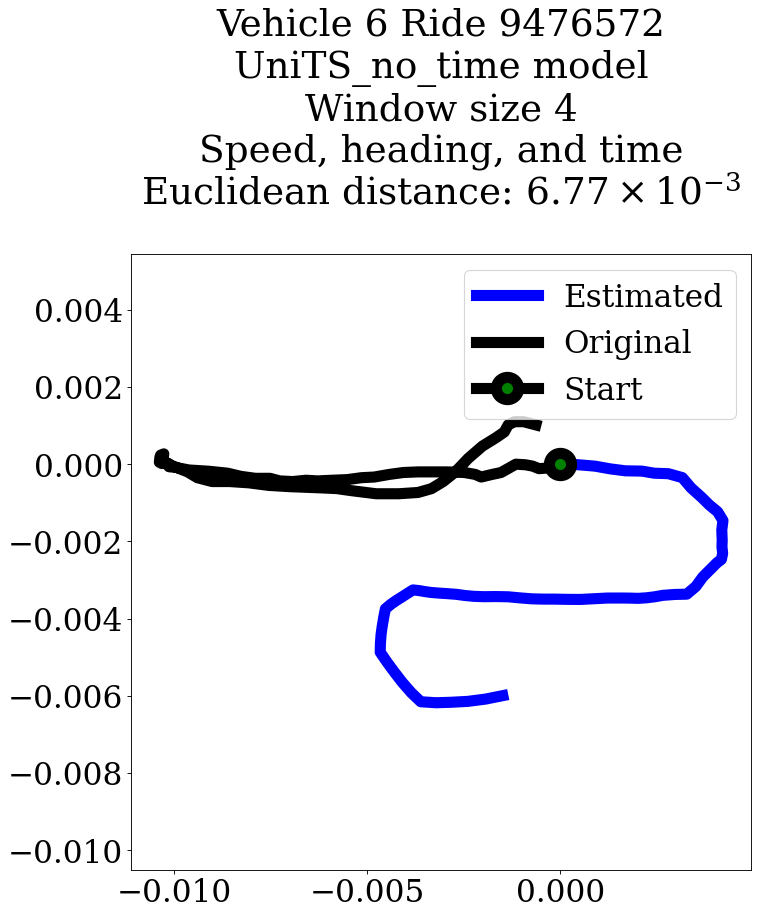 Vehicle 6 Ride 9476572
UniTS_no_time model
Window size 4
Speed, heading, and time
Euclidean distance: 6.77 × 10⁻³
Estimated
Original
Start
0.004
0.002
0.000
−0.002
−0.004
−0.006
−0.008
−0.010
−0.010 −0.005 0.000